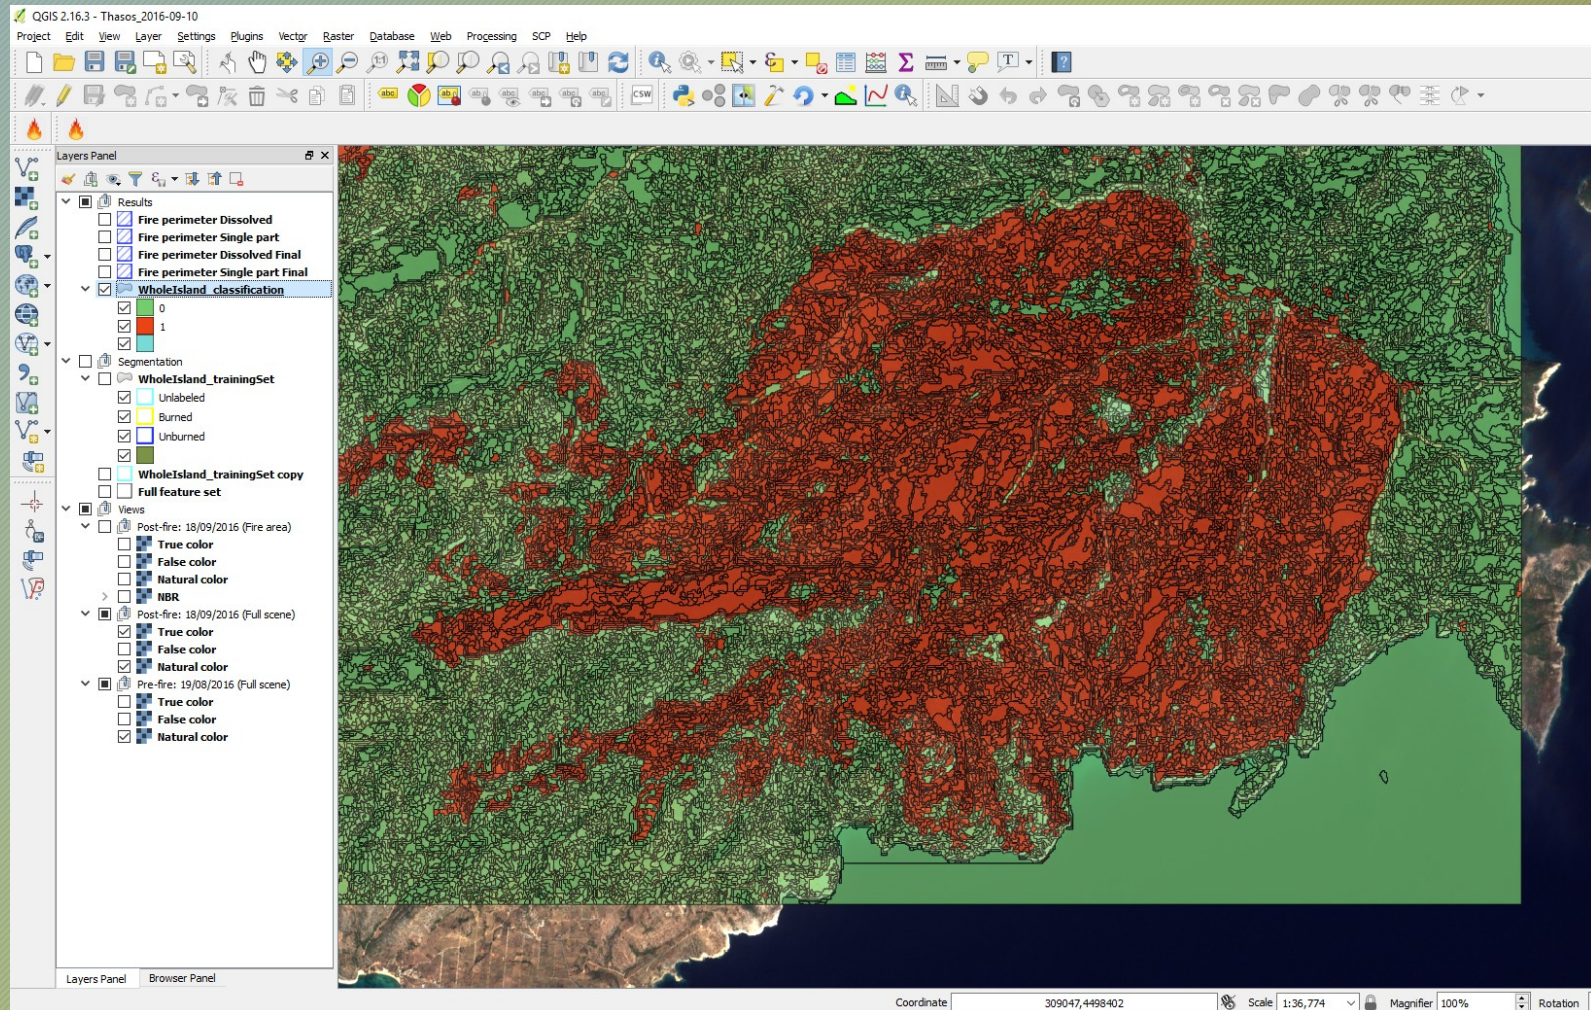 QGIS 2.16.3 - Thasos_2016-09-10
Project Edit View Layer Settings Plugins Vector Raster Database Web Processing SCP Help
CSW
Layers Panel
Results
Fire perimeter Dissolved
Fire perimeter Single part
Fire perimeter Dissolved Final
Fire perimeter Single part Final
WholeIsland_classification
0
1
Segmentation
WholeIsland_trainingSet
Unlabeled
Burned
Unburned
WholeIsland_trainingSet copy
Full feature set
Views
Post-fire: 18/09/2016 (Fire area)
True color
False color
Natural color
NBR
Post-fire: 18/09/2016 (Full scene)
True color
False color
Natural color
Pre-fire: 19/08/2016 (Full scene)
True color
False color
Natural color
Layers Panel Browser Panel
Coordinate 309047,4498402 Scale 1:36,774 Magnifier 100% Rotation